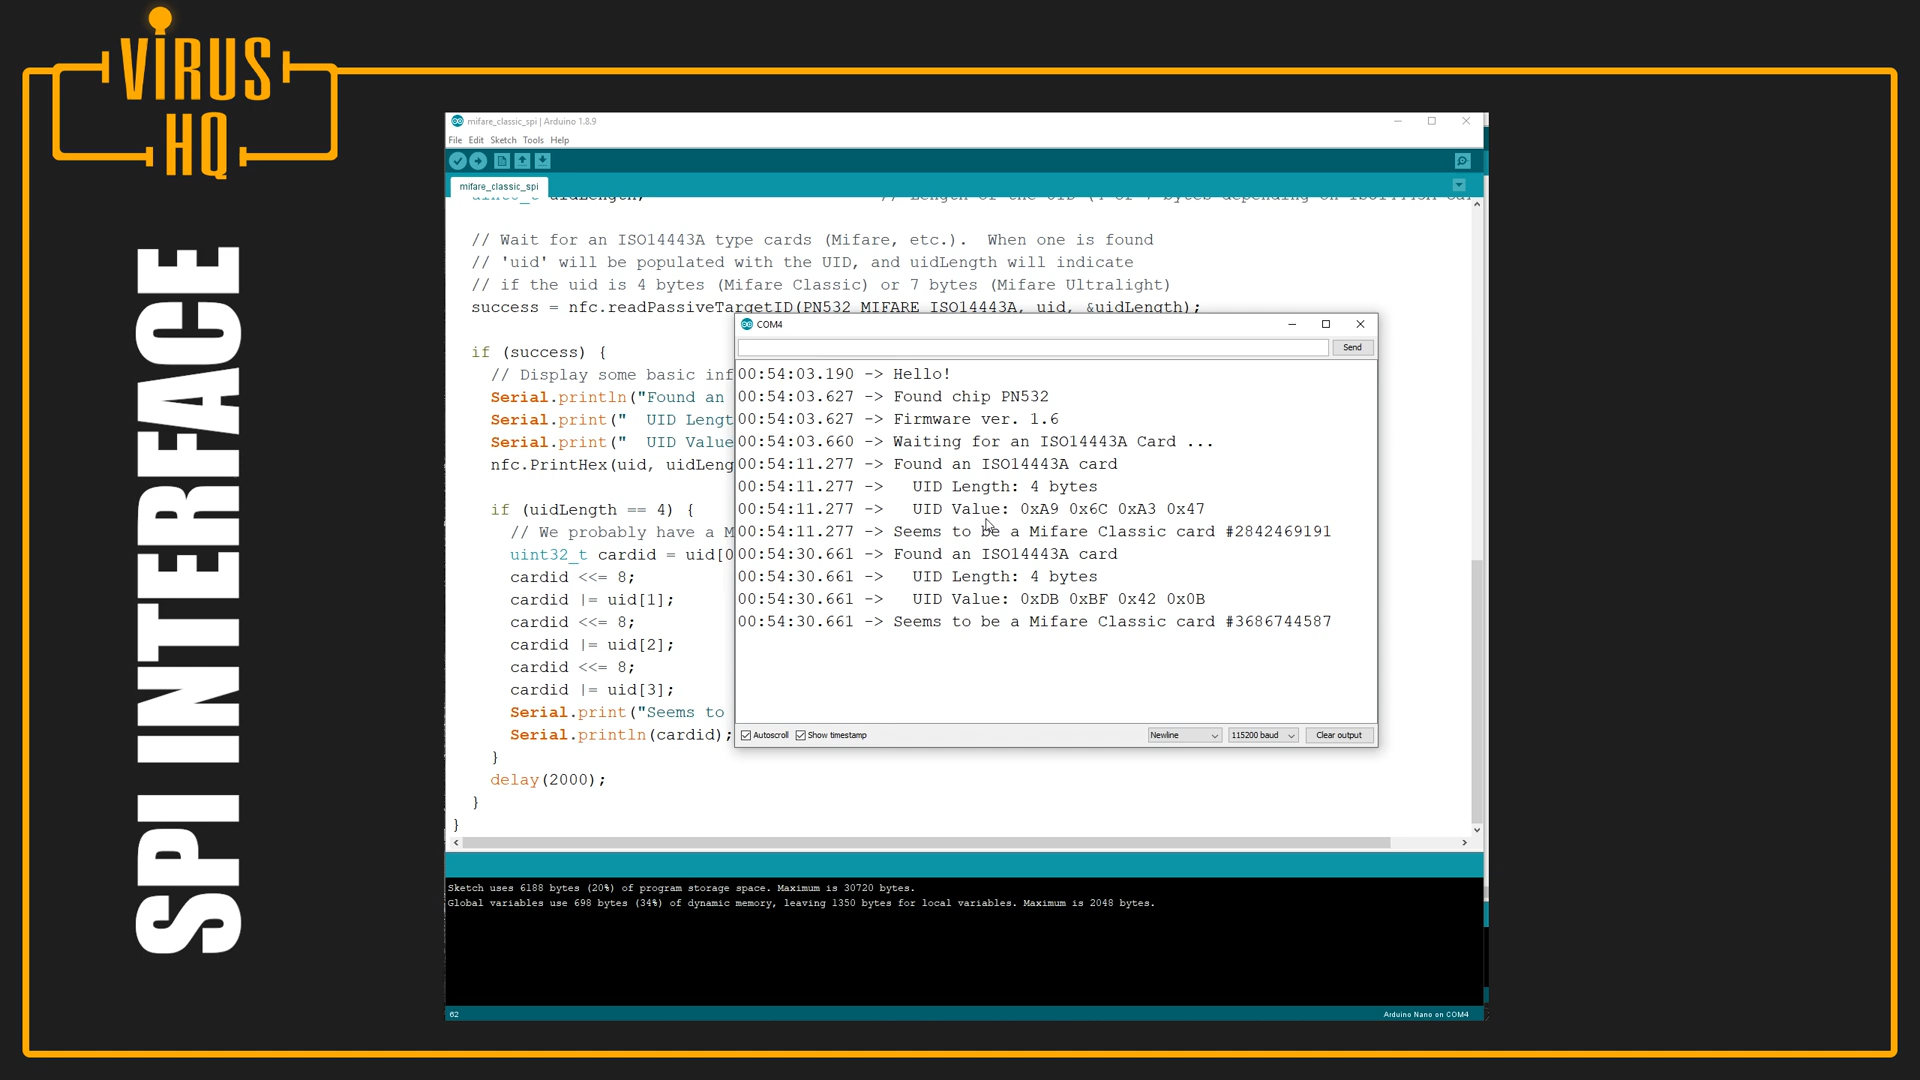 VIRUS
HQ
SPI INTERFACE
mifare_classic_spi | Arduino 1.8.9
File Edit Sketch Tools Help
mifare_classic_spi
// Wait for an ISO14443A type cards (Mifare, etc.).  When one is found
// 'uid' will be populated with the UID, and uidLength will indicate
// if the uid is 4 bytes (Mifare Classic) or 7 bytes (Mifare Ultralight)
success = nfc.readPassiveTargetID(PN532_MIFARE_ISO14443A, uid, &uidLength);
if (success) {
// Display some basic inf
Serial.println("Found an
Serial.print("  UID Lengt
Serial.print("  UID Value
nfc.PrintHex(uid, uidLeng
if (uidLength == 4) {
// We probably have a M
uint32_t cardid = uid[0
cardid <<= 8;
cardid |= uid[1];
cardid <<= 8;
cardid |= uid[2];
cardid <<= 8;
cardid |= uid[3];
Serial.print("Seems to
Serial.println(cardid);
}
delay(2000);
}
}
COM4
Send
00:54:03.190 -> Hello!
00:54:03.627 -> Found chip PN532
00:54:03.627 -> Firmware ver. 1.6
00:54:03.660 -> Waiting for an ISO14443A Card ...
00:54:11.277 -> Found an ISO14443A card
00:54:11.277 ->   UID Length: 4 bytes
00:54:11.277 ->   UID Value: 0xA9 0x6C 0xA3 0x47
00:54:11.277 -> Seems to be a Mifare Classic card #2842469191
00:54:30.661 -> Found an ISO14443A card
00:54:30.661 ->   UID Length: 4 bytes
00:54:30.661 ->   UID Value: 0xDB 0xBF 0x42 0x0B
00:54:30.661 -> Seems to be a Mifare Classic card #3686744587
Autoscroll Show timestamp Newline 115200 baud Clear output
Sketch uses 6188 bytes (20%) of program storage space. Maximum is 30720 bytes.
Global variables use 698 bytes (34%) of dynamic memory, leaving 1350 bytes for local variables. Maximum is 2048 bytes.
62 Arduino Nano on COM4